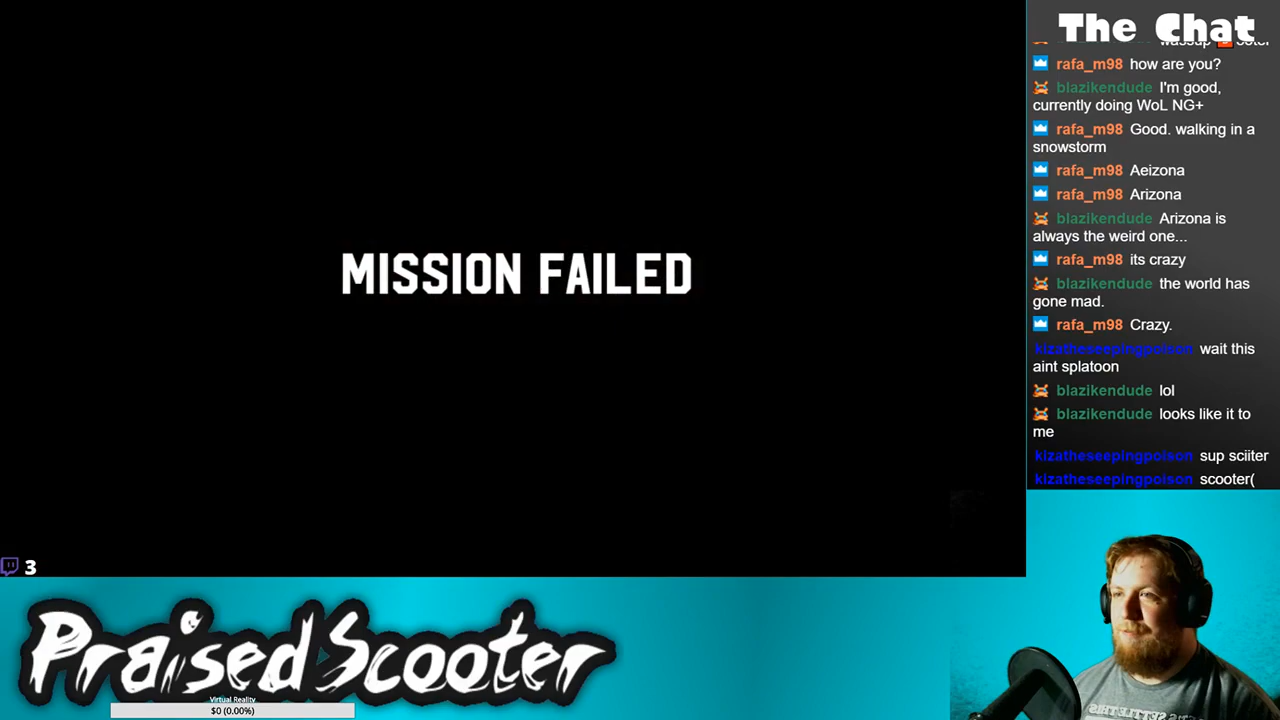 The Chat
rafa_m98 how are you?
blazikendude I'm good,
currently doing WoL NG+
rafa_m98 Good. walking in a
snowstorm
rafa_m98 Aeizona
rafa_m98 Arizona
blazikendude Arizona is
always the weird one...
rafa_m98 its crazy
blazikendude the world has
gone mad.
rafa_m98 Crazy.
kizatheseepingpoison wait this
aint splatoon
blazikendude lol
blazikendude looks like it to
me
kizatheseepingpoison sup sciiter
kizatheseepingpoison scooter(
MISSION FAILED
3
PraisedScooter
Virtual Reality
$0 (0.00%)